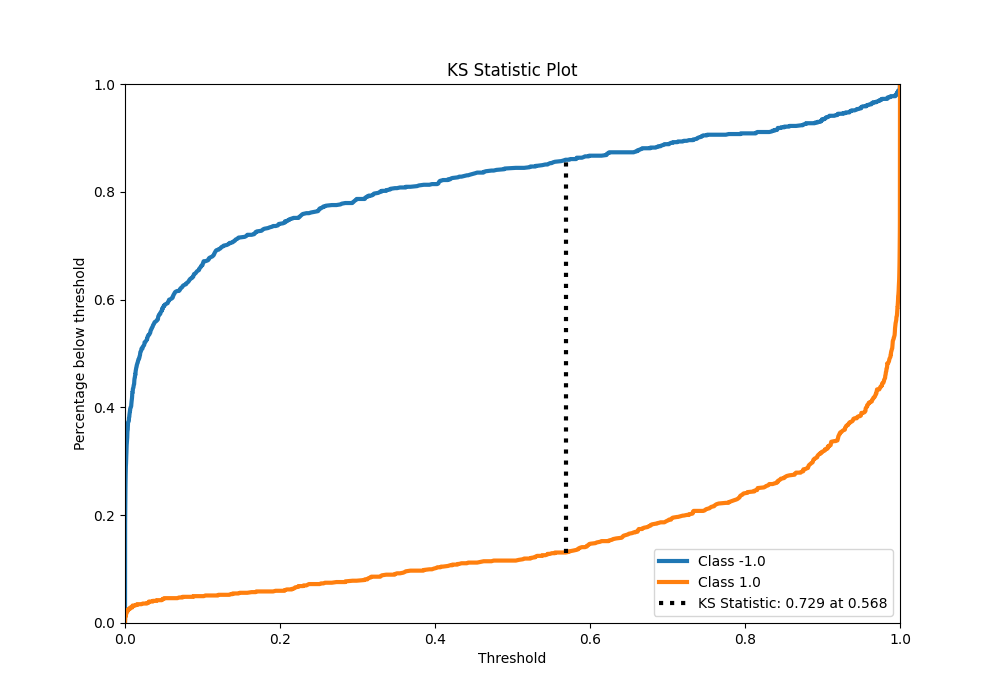 KS Statistic Plot
Percentage below threshold
1.0
0.8
0.6
0.4
0.2
0.0
0.0 0.2 0.4 0.6 0.8 1.0
Threshold
Class -1.0
Class 1.0
KS Statistic: 0.729 at 0.568